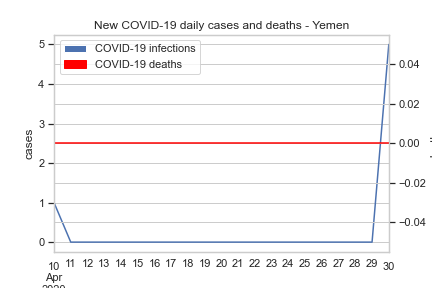 New COVID-19 daily cases and deaths - Yemen
COVID-19 infections
COVID-19 deaths
5
4
3
2
1
0
cases
0.04
0.02
0.00
−0.02
−0.04
10 11 12 13 14 15 16 17 18 19 20 21 22 23 24 25 26 27 28 29 30
Apr